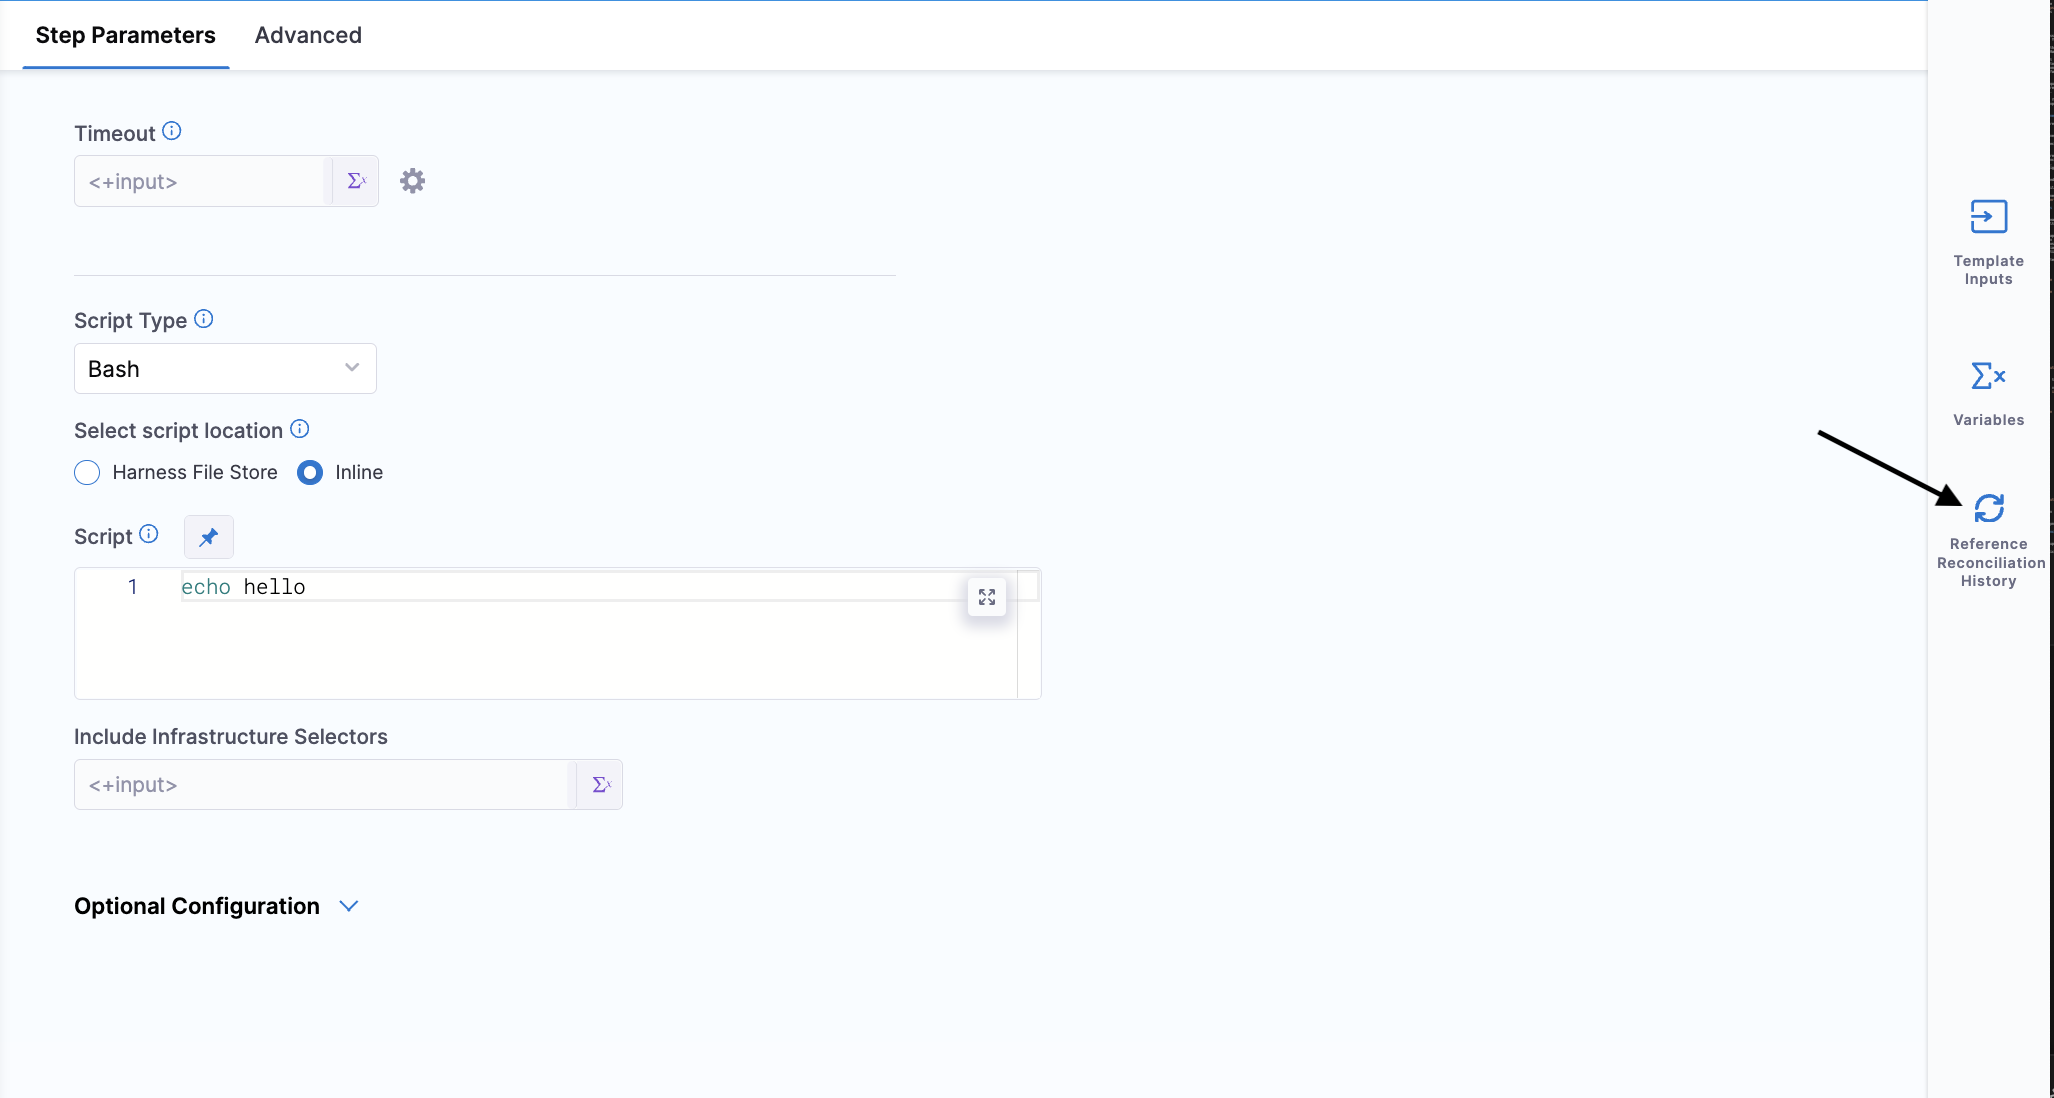 Step Parameters
Advanced
Timeout
<+input>
Script Type
Bash
Select script location
Harness File Store
Inline
Script
1
echo hello
Include Infrastructure Selectors
<+input>
Optional Configuration
Template
Inputs
Variables
Reference
Reconciliation
History